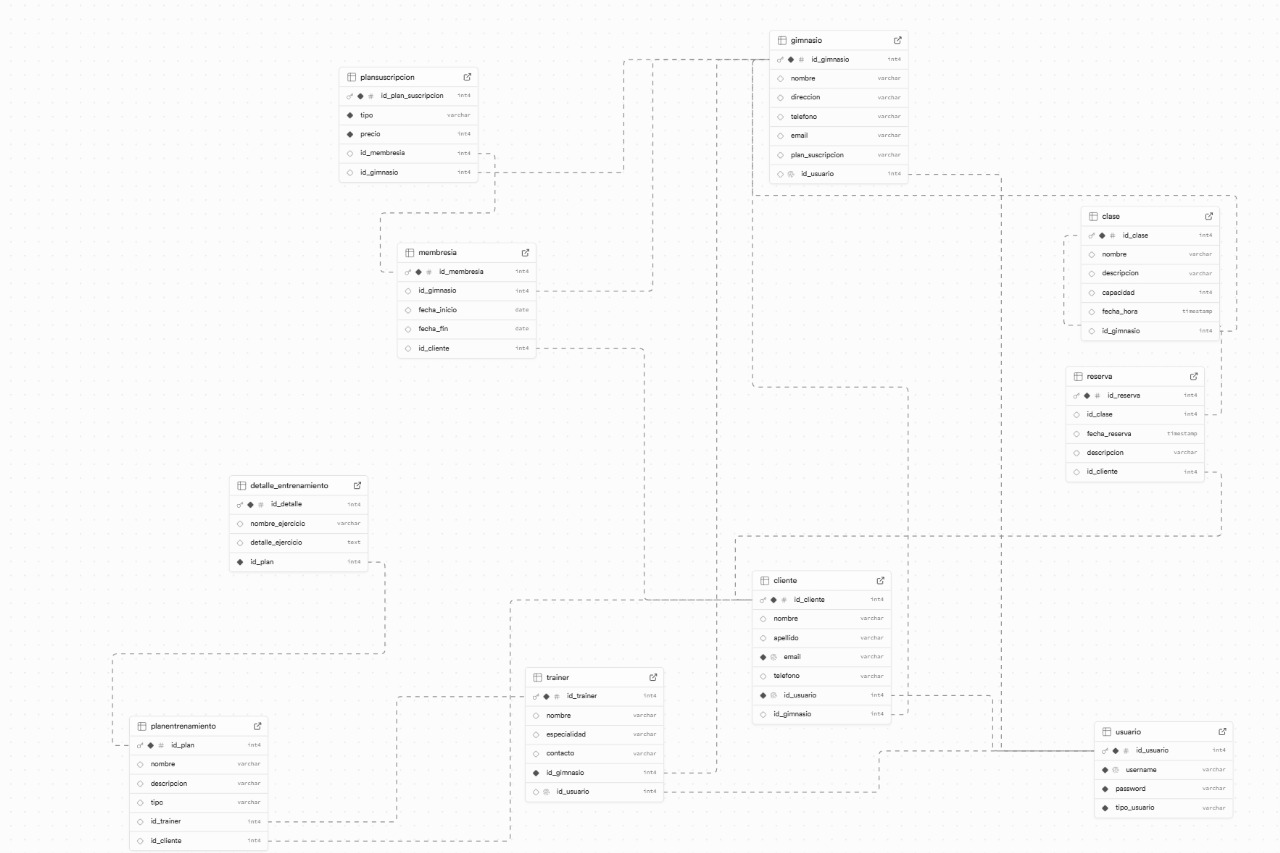 gimnasio
# id_gimnasio int4
nombre varchar
direccion varchar
telefono varchar
email varchar
plan_suscripcion varchar
id_usuario int4
plansuscripcion
# id_plan_suscripcion int4
tipo varchar
precio int4
id_membresia int4
id_gimnasio int4
clase
# id_clase int4
nombre varchar
descripcion varchar
capacidad int4
fecha_hora timestamp
id_gimnasio int4
membresia
# id_membresia int4
id_gimnasio int4
fecha_inicio date
fecha_fin date
id_cliente int4
reserva
# id_reserva int4
id_clase int4
fecha_reserva timestamp
descripcion varchar
id_cliente int4
detalle_entrenamiento
# id_detalle int4
nombre_ejercicio varchar
detalle_ejercicio text
id_plan int4
cliente
# id_cliente int4
nombre varchar
apellido varchar
email varchar
telefono varchar
id_usuario int4
id_gimnasio int4
trainer
# id_trainer int4
nombre varchar
especialidad varchar
contacto varchar
id_gimnasio int4
id_usuario int4
planentrenamiento
# id_plan int4
nombre varchar
descripcion varchar
tipo varchar
id_trainer int4
id_cliente int4
usuario
# id_usuario int4
username varchar
password varchar
tipo_usuario varchar